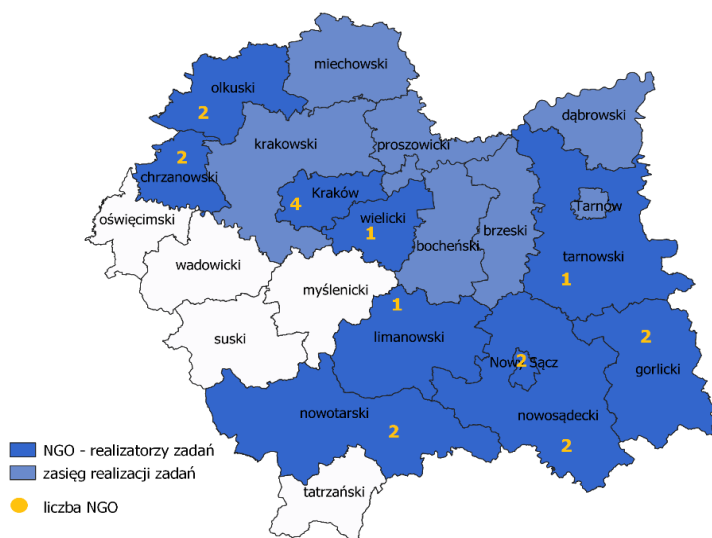 miechowski
olkuski
2
dąbrowski
krakowski
proszowicki
2
chrzanowski
Kraków
4
Tarnów
oświęcimski
wielicki
1
brzeski
bocheński
tarnowski
1
wadowicki
myślenicki
1
limanowski
suski
2
gorlicki
Nowy Sącz
2
nowotarski
2
nowosądecki
2
NGO - realizatorzy zadań
zasięg realizacji zadań
liczba NGO
tatrzański